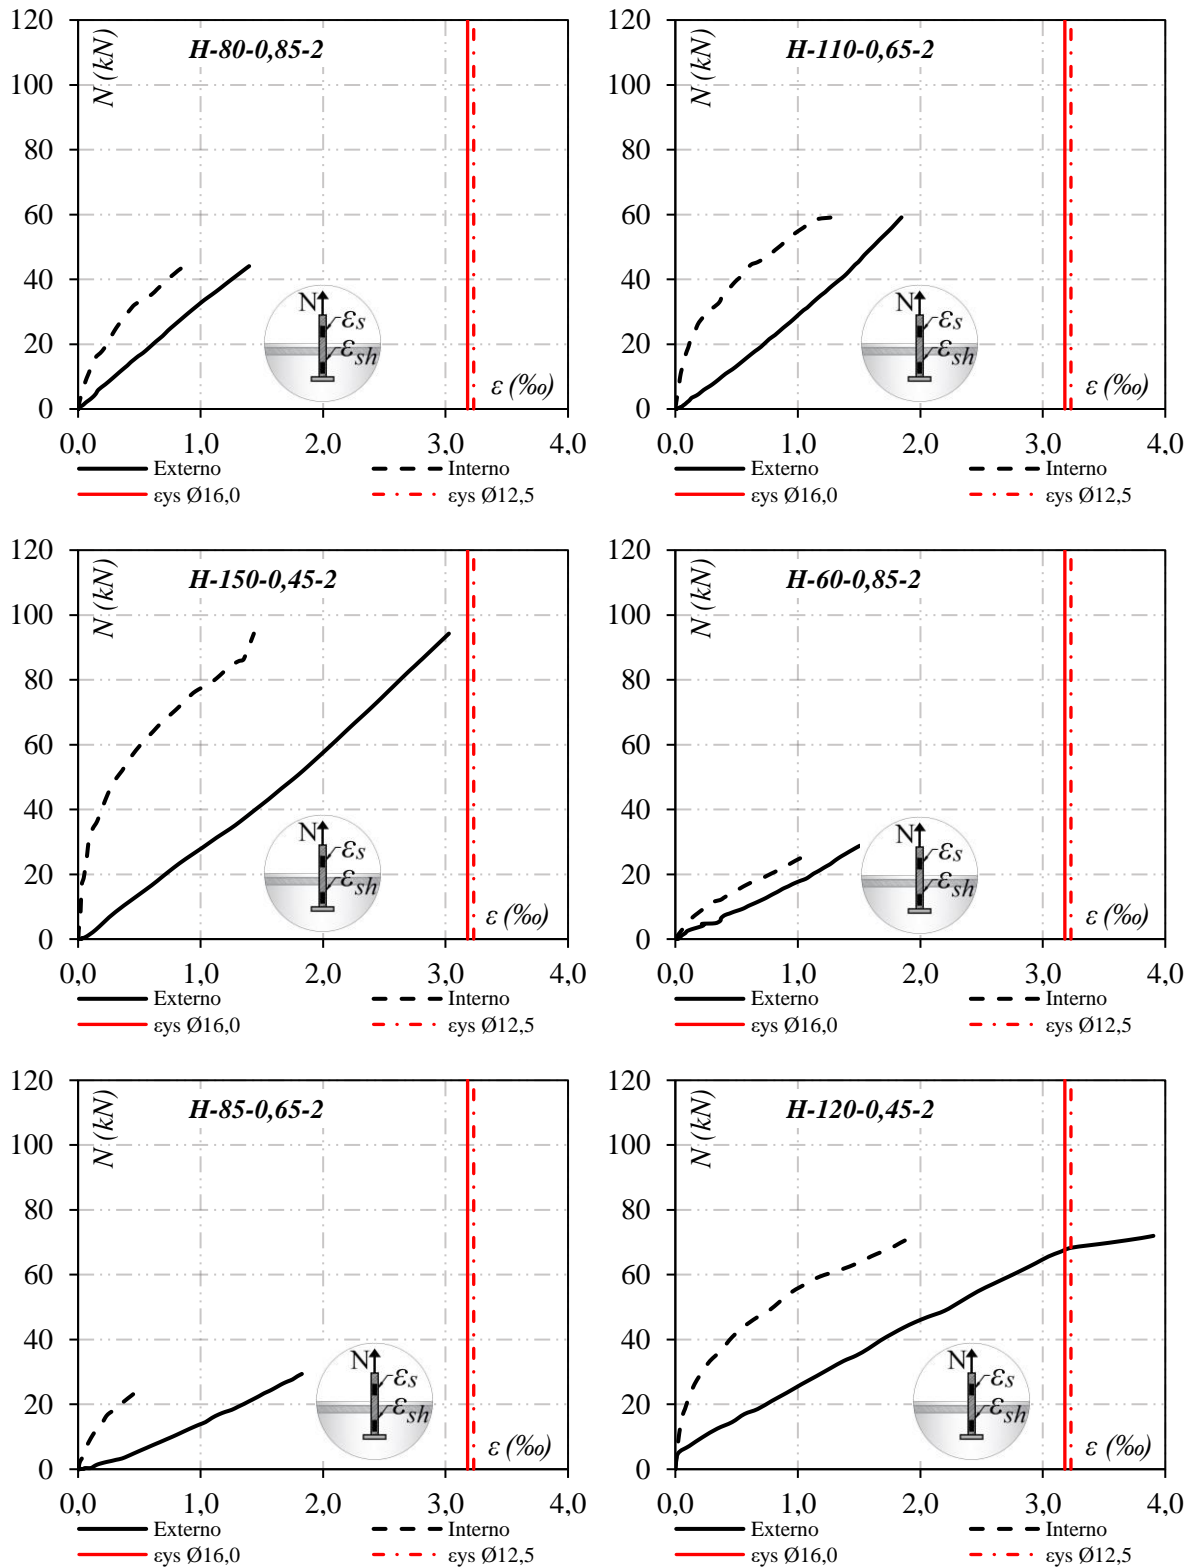 H-80-0,85-2
N (kN)
120
100
80
60
40
20
0
N
εs
εsh
ε (‰)
0,0 1,0 2,0 3,0 4,0
Externo Interno
εys Ø16,0 εys Ø12,5
H-110-0,65-2
N (kN)
120
100
80
60
40
20
0
N
εs
εsh
ε (‰)
0,0 1,0 2,0 3,0 4,0
Externo Interno
εys Ø16,0 εys Ø12,5
H-150-0,45-2
N (kN)
120
100
80
60
40
20
0
N
εs
εsh
ε (‰)
0,0 1,0 2,0 3,0 4,0
Externo Interno
εys Ø16,0 εys Ø12,5
H-60-0,85-2
N (kN)
120
100
80
60
40
20
0
N
εs
εsh
ε (‰)
0,0 1,0 2,0 3,0 4,0
Externo Interno
εys Ø16,0 εys Ø12,5
H-85-0,65-2
N (kN)
120
100
80
60
40
20
0
N
εs
εsh
ε (‰)
0,0 1,0 2,0 3,0 4,0
Externo Interno
εys Ø16,0 εys Ø12,5
H-120-0,45-2
N (kN)
120
100
80
60
40
20
0
N
εs
εsh
ε (‰)
0,0 1,0 2,0 3,0 4,0
Externo Interno
εys Ø16,0 εys Ø12,5